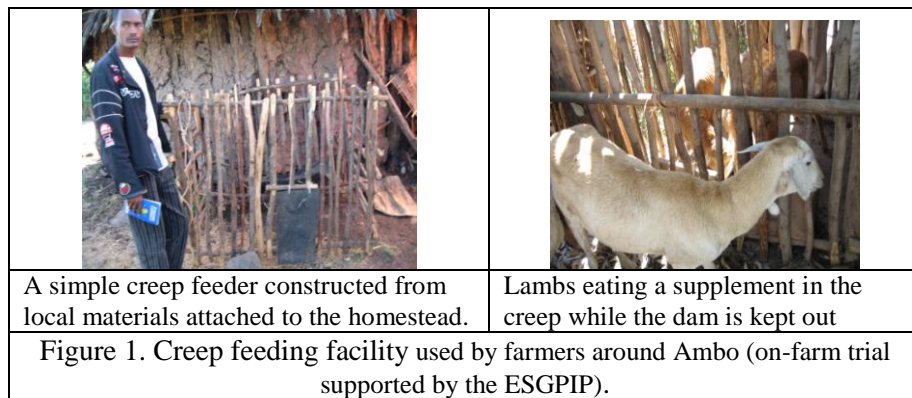 A simple creep feeder constructed from
local materials attached to the homestead.
Lambs eating a supplement in the
creep while the dam is kept out
Figure 1. Creep feeding facility used by farmers around Ambo (on-farm trial
supported by the ESGPIP).